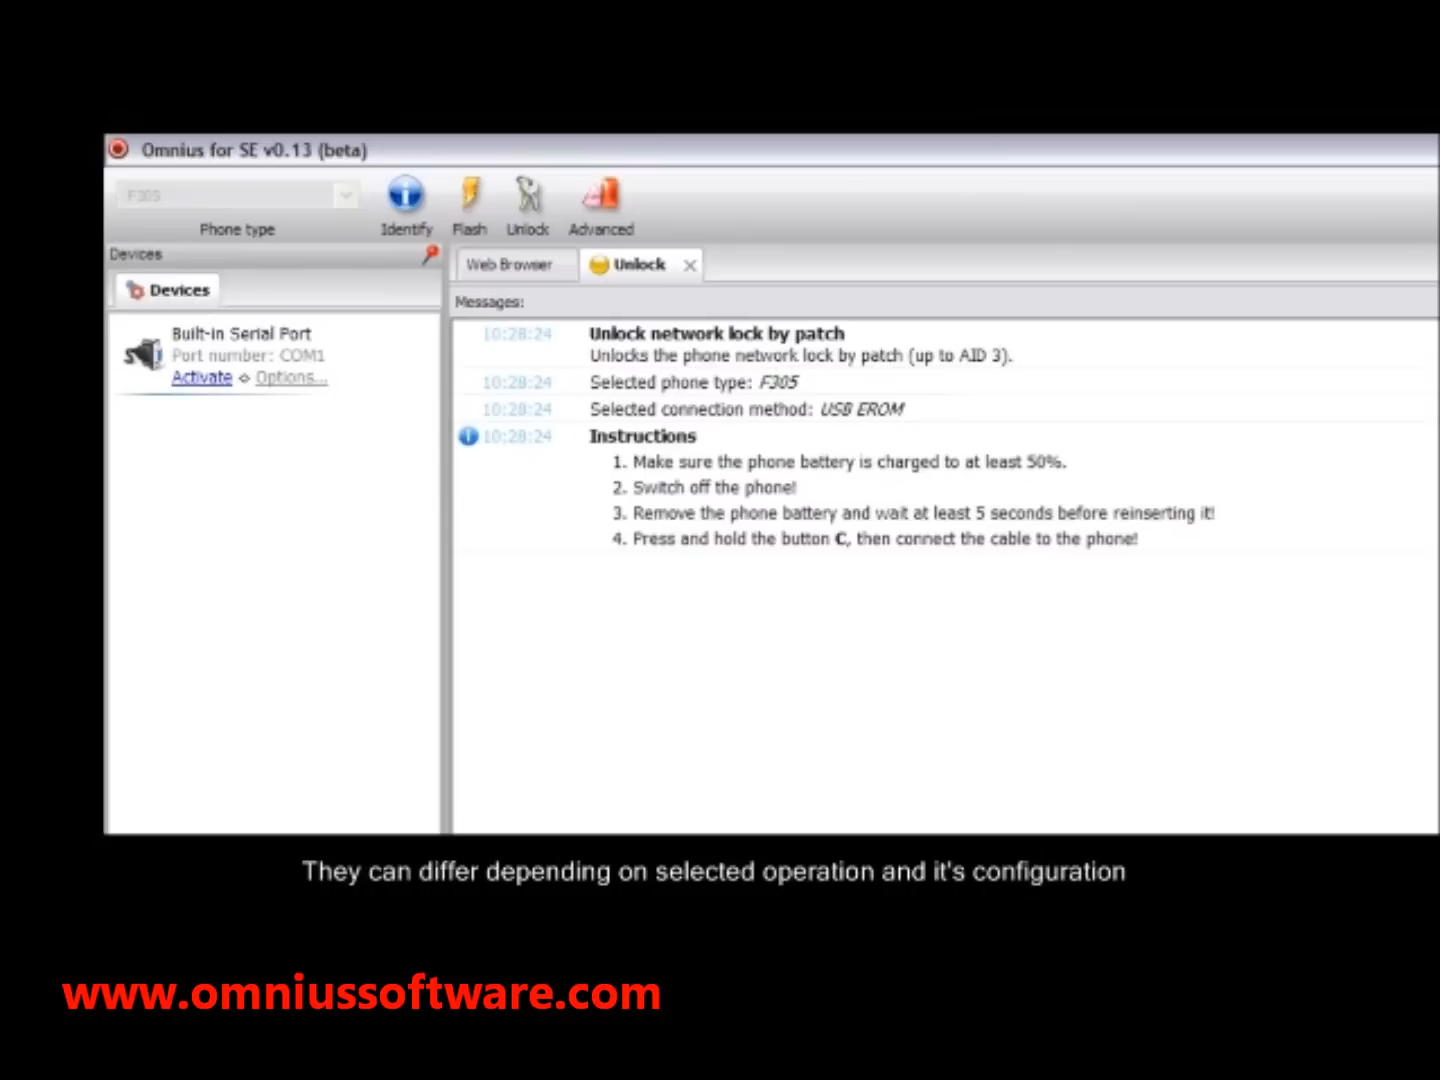 Omnius for SE v0.13 (beta)
F305
Phone type
Identify
Flash
Unlock
Advanced
Devices
Devices
Built-in Serial Port
Port number: COM1
Activate ⋄ Options...
Web Browser
Unlock
Messages:
10:28:24 Unlock network lock by patch
Unlocks the phone network lock by patch (up to AID 3).
10:28:24 Selected phone type: F305
10:28:24 Selected connection method: USB EROM
10:28:24 Instructions
1. Make sure the phone battery is charged to at least 50%.
2. Switch off the phone!
3. Remove the phone battery and wait at least 5 seconds before reinserting it!
4. Press and hold the button C, then connect the cable to the phone!
They can differ depending on selected operation and it's configuration
www.omniussoftware.com